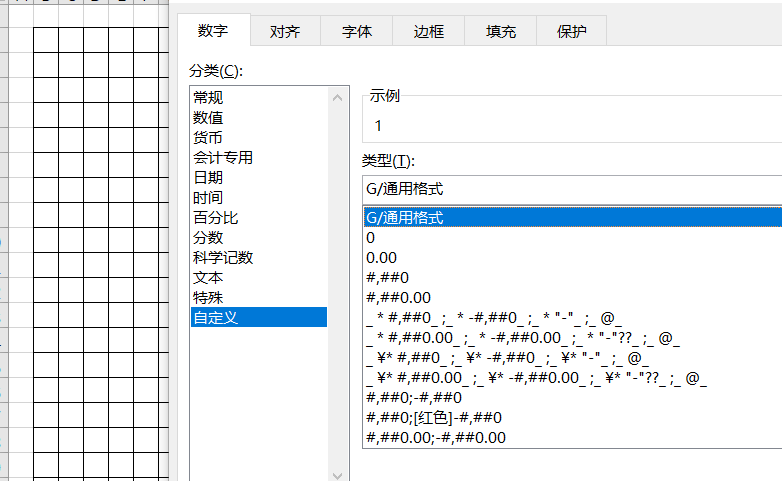 数字 对齐 字体 边框 填充 保护
分类(C):
常规
数值
货币
会计专用
日期
时间
百分比
分数
科学记数
文本
特殊
自定义
示例
1
类型(T):
G/通用格式
G/通用格式
0
0.00
#,##0
#,##0.00
_ * #,##0_ ;_ * -#,##0_ ;_ * "-"_ ;_ @_
_ * #,##0.00_ ;_ * -#,##0.00_ ;_ * "-"??_ ;_ @_
_ ¥* #,##0_ ;_ ¥* -#,##0_ ;_ ¥* "-"_ ;_ @_
_ ¥* #,##0.00_ ;_ ¥* -#,##0.00_ ;_ ¥* "-"??_ ;_ @_
#,##0;-#,##0
#,##0;[红色]-#,##0
#,##0.00;-#,##0.00